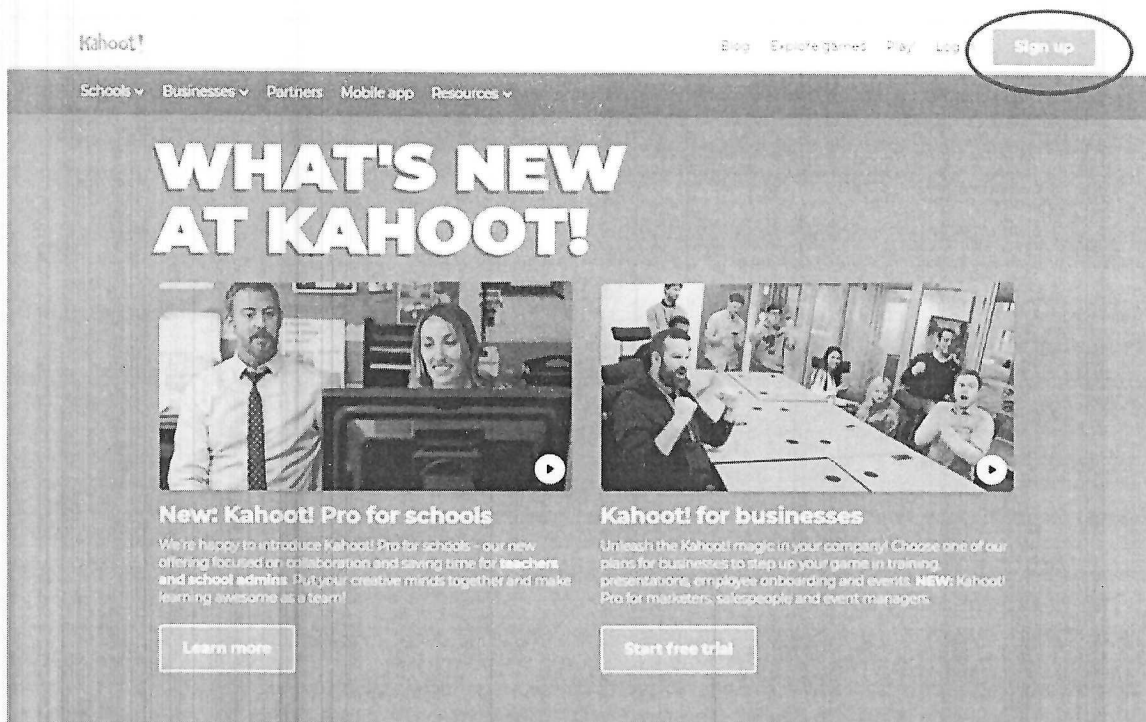 Kahoot!
Blog Explore games Play Log
Sign up
Schools Businesses Partners Mobile app Resources
WHAT'S NEW
AT KAHOOT!
New: Kahoot! Pro for schools
We're happy to introduce Kahoot! Pro for schools – our new
offering focused on collaboration and saving time for teachers
and school admins. Put your creative minds together and make
learning awesome as a team!
Learn more
Kahoot! for businesses
Unleash the Kahoot! magic in your company! Choose one of our
plans for businesses to step up your game in training,
presentations, employee onboarding and events. NEW: Kahoot!
Pro for marketers, salespeople and event managers.
Start free trial